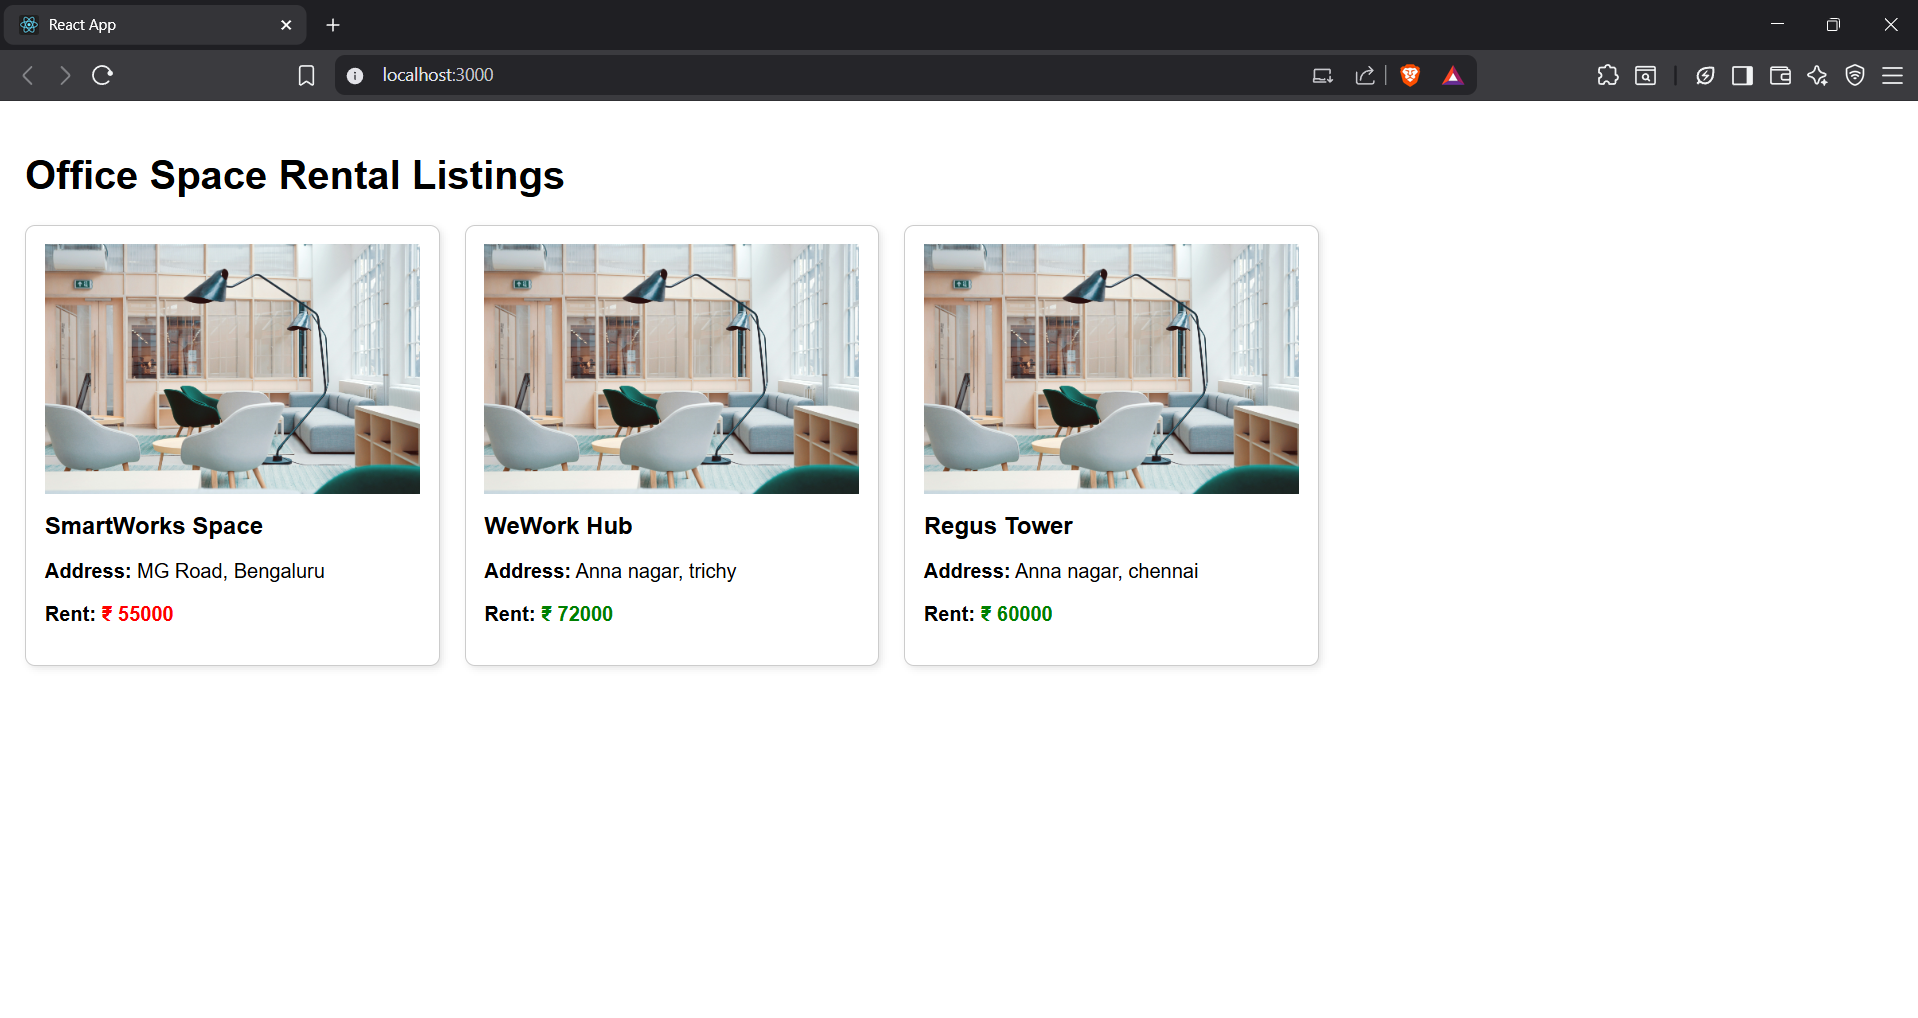 React App
localhost:3000
Office Space Rental Listings
SmartWorks Space
Address: MG Road, Bengaluru
Rent: ₹ 55000
WeWork Hub
Address: Anna nagar, trichy
Rent: ₹ 72000
Regus Tower
Address: Anna nagar, chennai
Rent: ₹ 60000